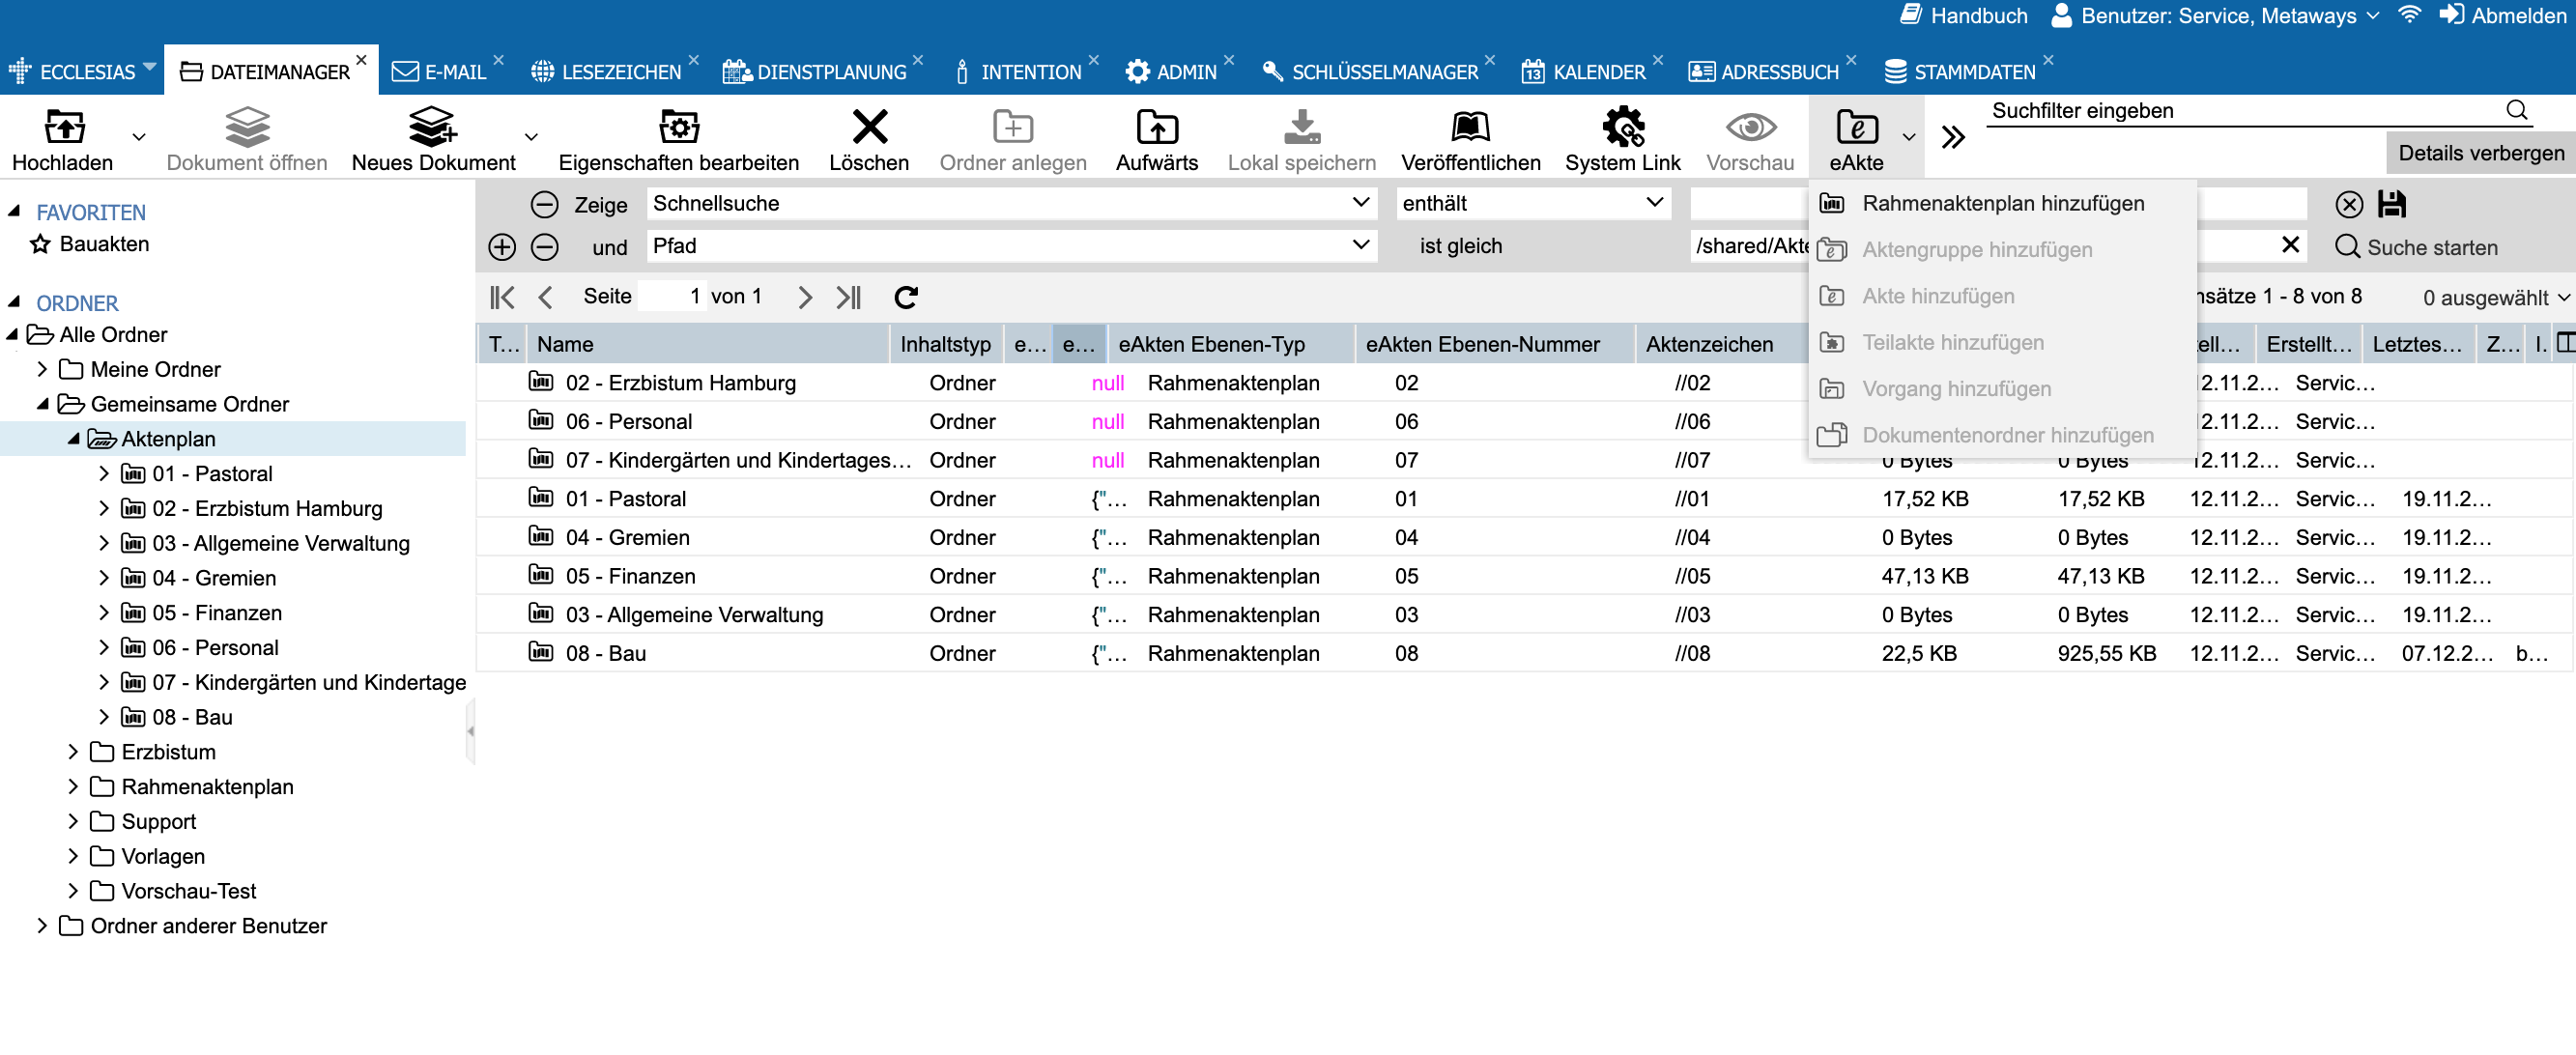 Handbuch Benutzer: Service, Metaways Abmelden
ECCLESIAS DATEIMANAGER E-MAIL LESEZEICHEN DIENSTPLANUNG INTENTION ADMIN SCHLÜSSELMANAGER 13 KALENDER ADRESSBUCH STAMMDATEN
Hochladen Dokument öffnen Neues Dokument Eigenschaften bearbeiten Löschen Ordner anlegen Aufwärts Lokal speichern Veröffentlichen System Link Vorschau eAkte
Suchfilter eingeben
Details verbergen
FAVORITEN
Bauakten
ORDNER
Alle Ordner
Meine Ordner
Gemeinsame Ordner
Aktenplan
01 - Pastoral
02 - Erzbistum Hamburg
03 - Allgemeine Verwaltung
04 - Gremien
05 - Finanzen
06 - Personal
07 - Kindergärten und Kindertage
08 - Bau
Erzbistum
Rahmenaktenplan
Support
Vorlagen
Vorschau-Test
Ordner anderer Benutzer
Zeige Schnellsuche enthält
und Pfad ist gleich /shared/Akte
Suche starten
Rahmenaktenplan hinzufügen
Aktengruppe hinzufügen
Akte hinzufügen
Teilakte hinzufügen
Vorgang hinzufügen
Dokumentenordner hinzufügen
Seite 1 von 1 nsätze 1 - 8 von 8 0 ausgewählt
T... Name Inhaltstyp e... e... eAkten Ebenen-Typ eAkten Ebenen-Nummer Aktenzeichen tell... Erstellt... Letztes... Z... I.
02 - Erzbistum Hamburg Ordner null Rahmenaktenplan 02 //02 12.11.2... Servic...
06 - Personal Ordner null Rahmenaktenplan 06 //06 12.11.2... Servic...
07 - Kindergärten und Kindertages... Ordner null Rahmenaktenplan 07 //07 0 Bytes 0 Bytes 12.11.2... Servic...
01 - Pastoral Ordner {"... Rahmenaktenplan 01 //01 17,52 KB 17,52 KB 12.11.2... Servic... 19.11.2...
04 - Gremien Ordner {"... Rahmenaktenplan 04 //04 0 Bytes 0 Bytes 12.11.2... Servic... 19.11.2...
05 - Finanzen Ordner {"... Rahmenaktenplan 05 //05 47,13 KB 47,13 KB 12.11.2... Servic... 19.11.2...
03 - Allgemeine Verwaltung Ordner {"... Rahmenaktenplan 03 //03 0 Bytes 0 Bytes 12.11.2... Servic... 19.11.2...
08 - Bau Ordner {"... Rahmenaktenplan 08 //08 22,5 KB 925,55 KB 12.11.2... Servic... 07.12.2... b...